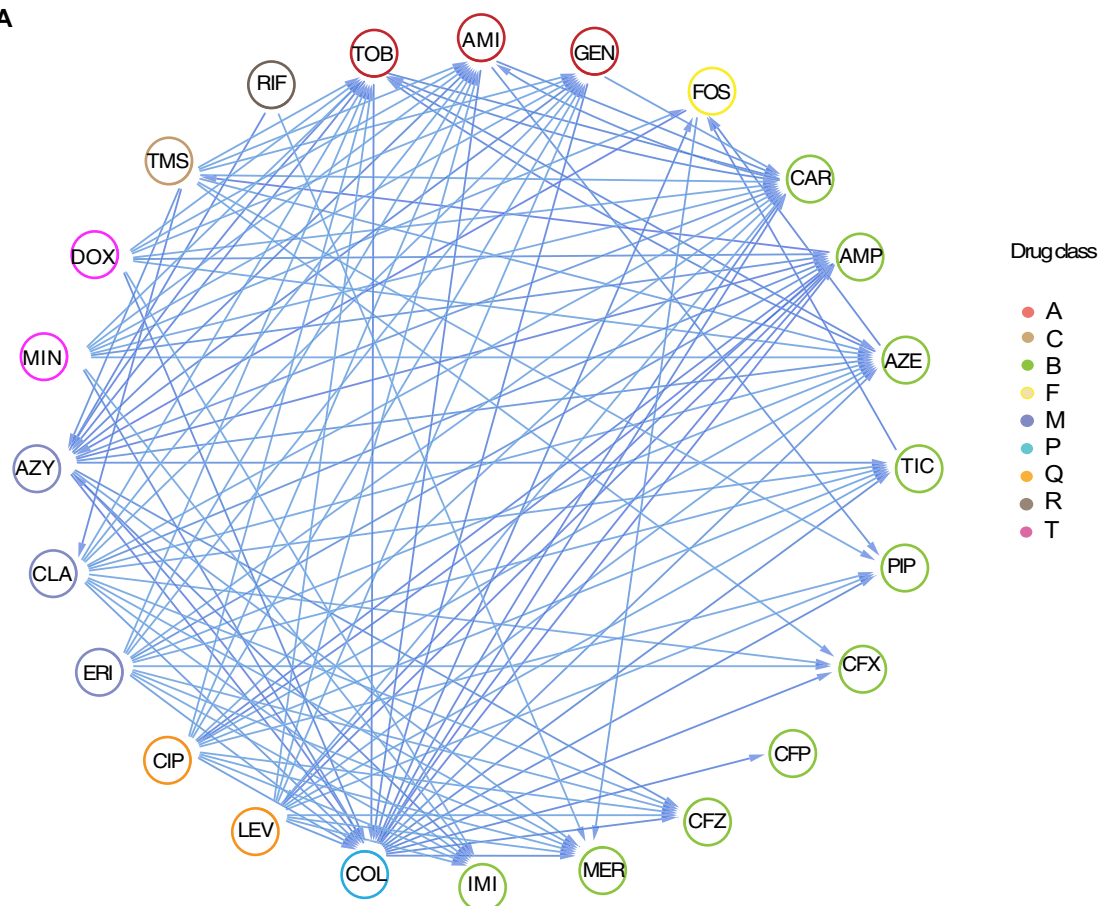 A
AMI
GEN
TOB
RIF
FOS
TMS
CAR
DOX
AMP
Drug class
A
C
B
F
M
P
Q
R
T
MIN
AZE
AZY
TIC
CLA
PIP
ERI
CFX
CIP
CFP
LEV
CFZ
COL
IMI
MER